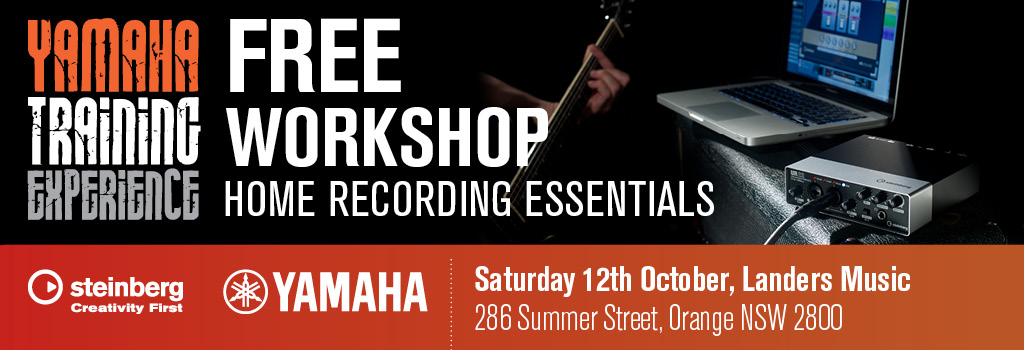 YAMAHA
TRAINING
EXPERIENCE
FREE
WORKSHOP
HOME RECORDING ESSENTIALS
steinberg
Creativity First
YAMAHA
Saturday 12th October, Landers Music
286 Summer Street, Orange NSW 2800